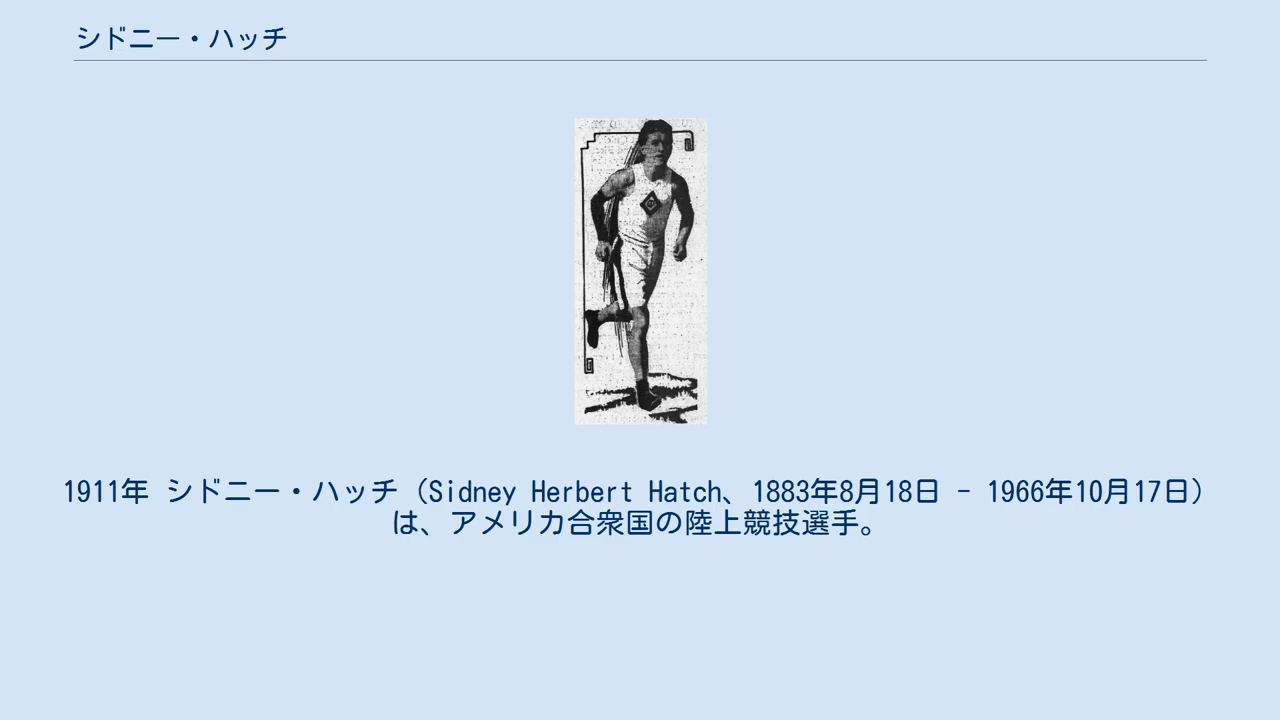 シドニー・ハッチ
1911年 シドニー・ハッチ（Sidney Herbert Hatch、1883年8月18日 - 1966年10月17日）
は、アメリカ合衆国の陸上競技選手。